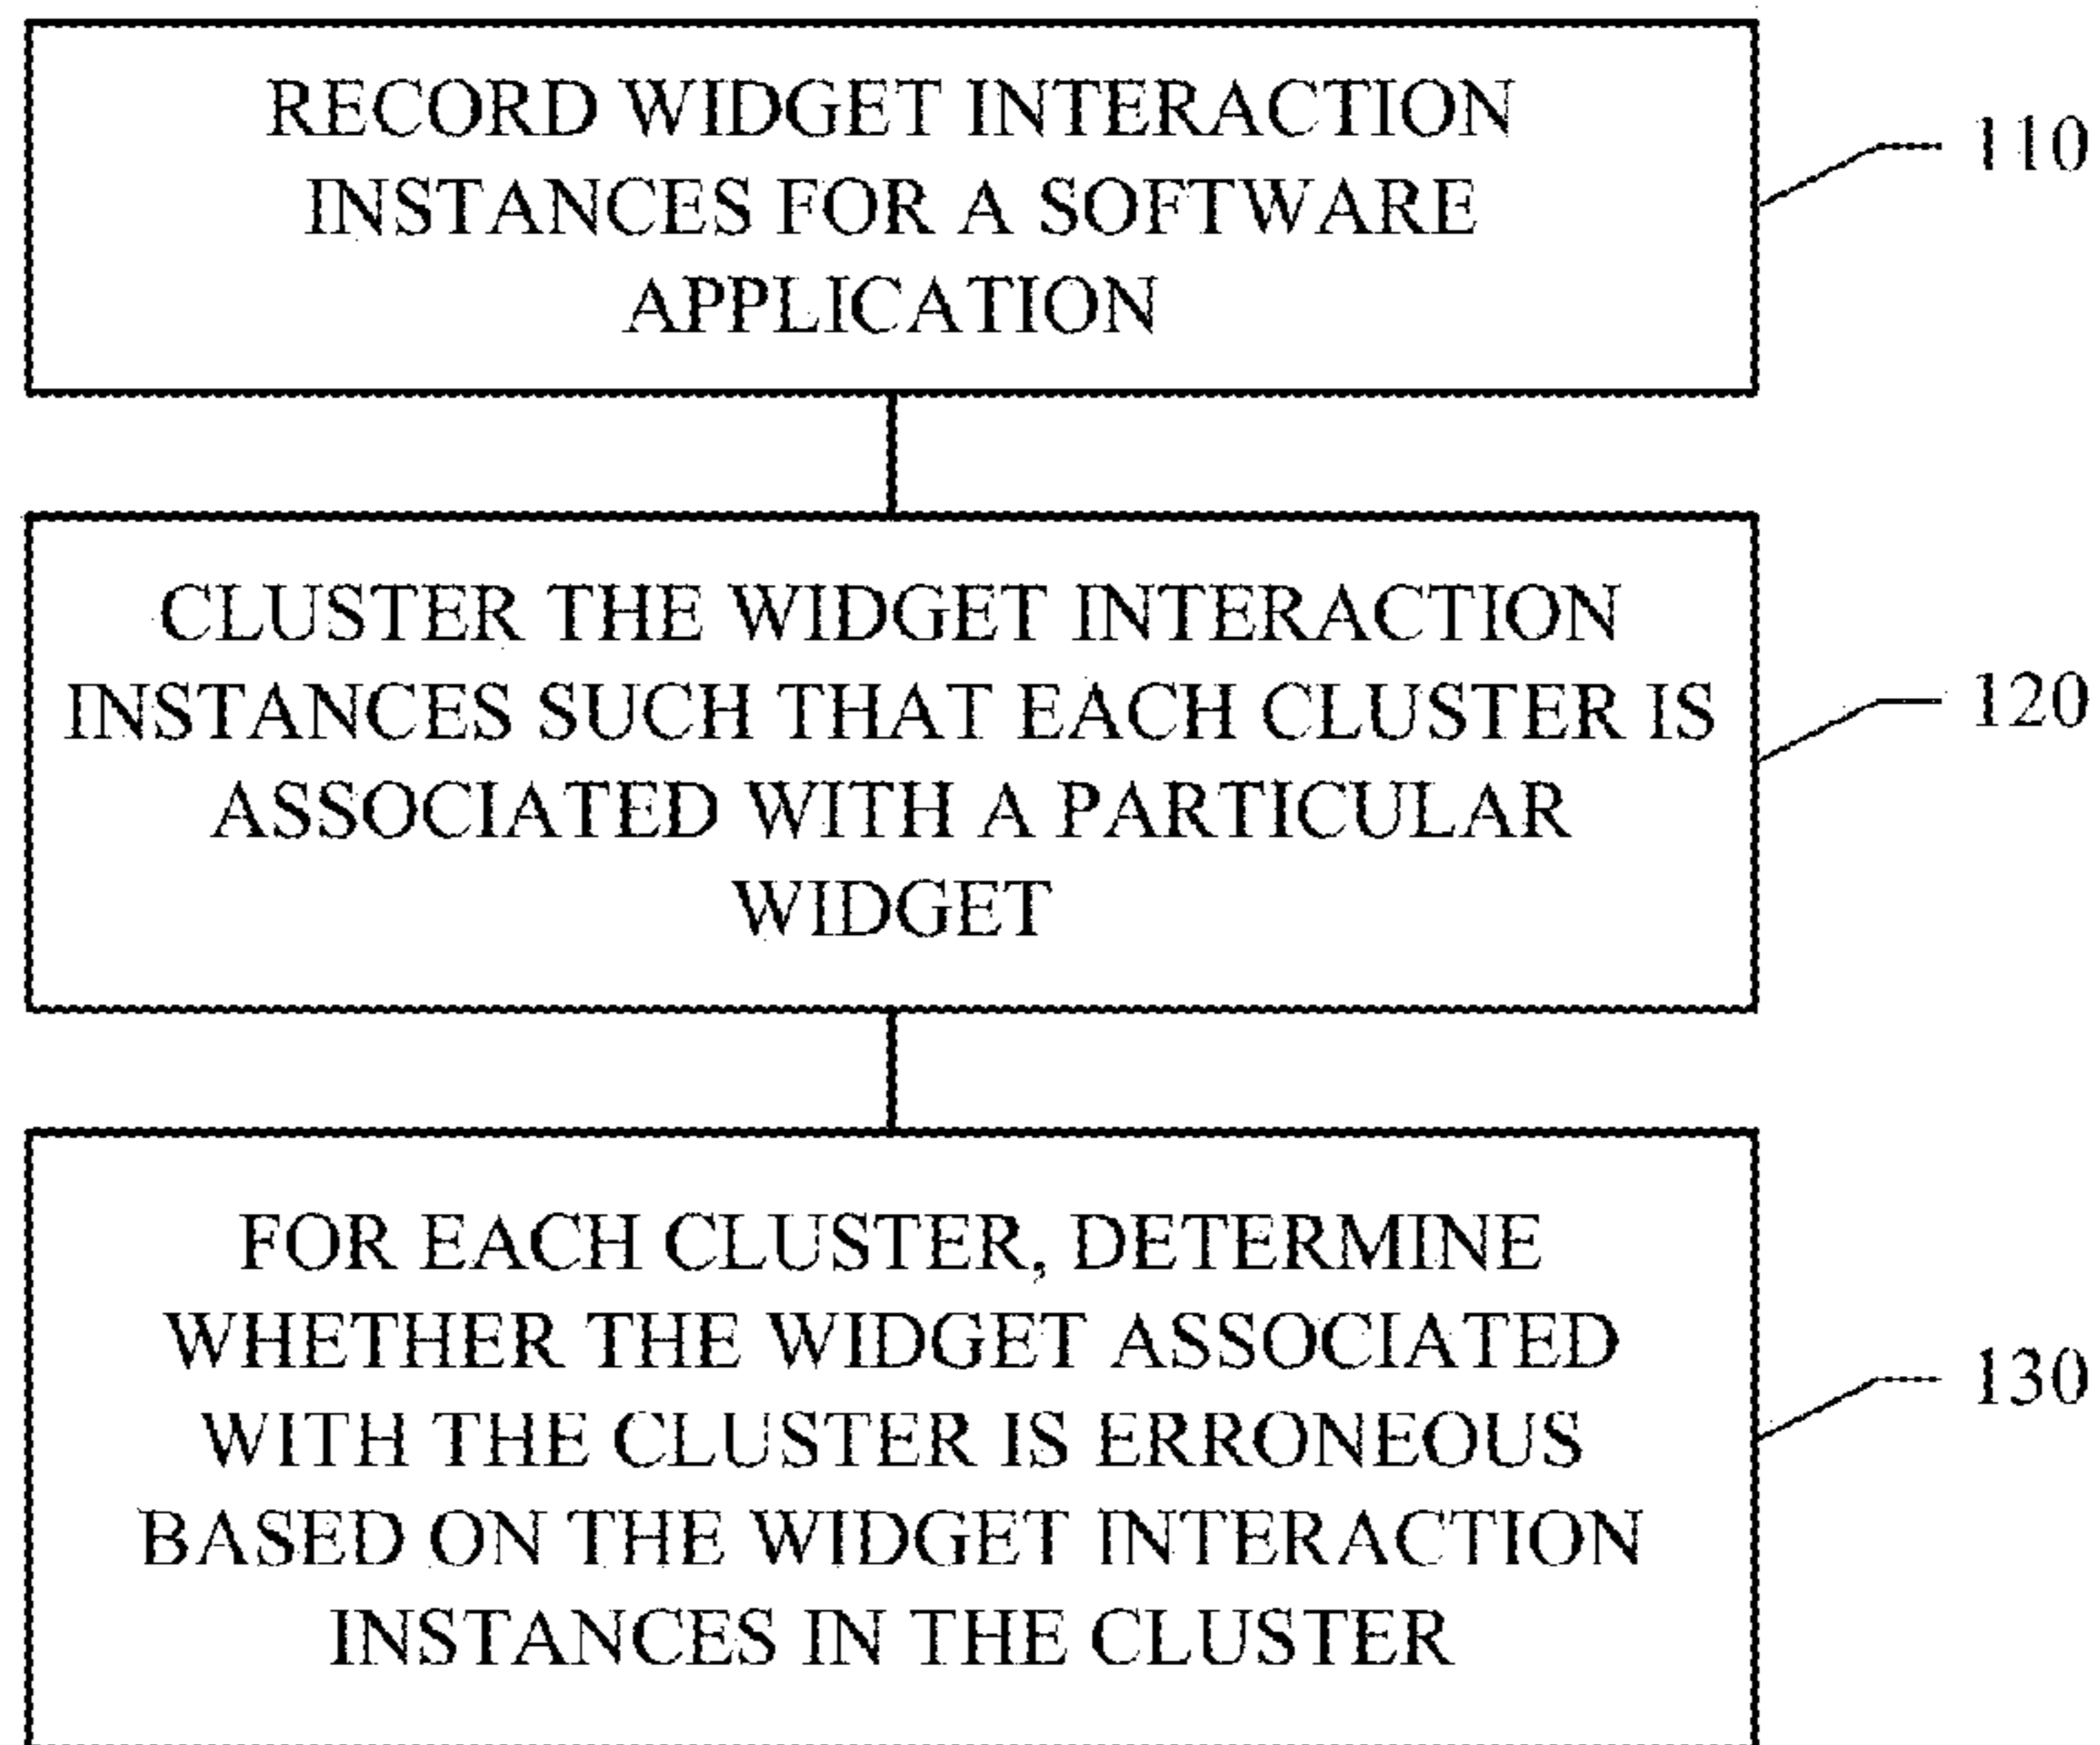 RECORD WIDGET INTERACTION
INSTANCES FOR A SOFTWARE
APPLICATION
110
CLUSTER THE WIDGET INTERACTION
INSTANCES SUCH THAT EACH CLUSTER IS
ASSOCIATED WITH A PARTICULAR
WIDGET
120
FOR EACH CLUSTER, DETERMINE
WHETHER THE WIDGET ASSOCIATED
WITH THE CLUSTER IS ERRONEOUS
BASED ON THE WIDGET INTERACTION
INSTANCES IN THE CLUSTER
130